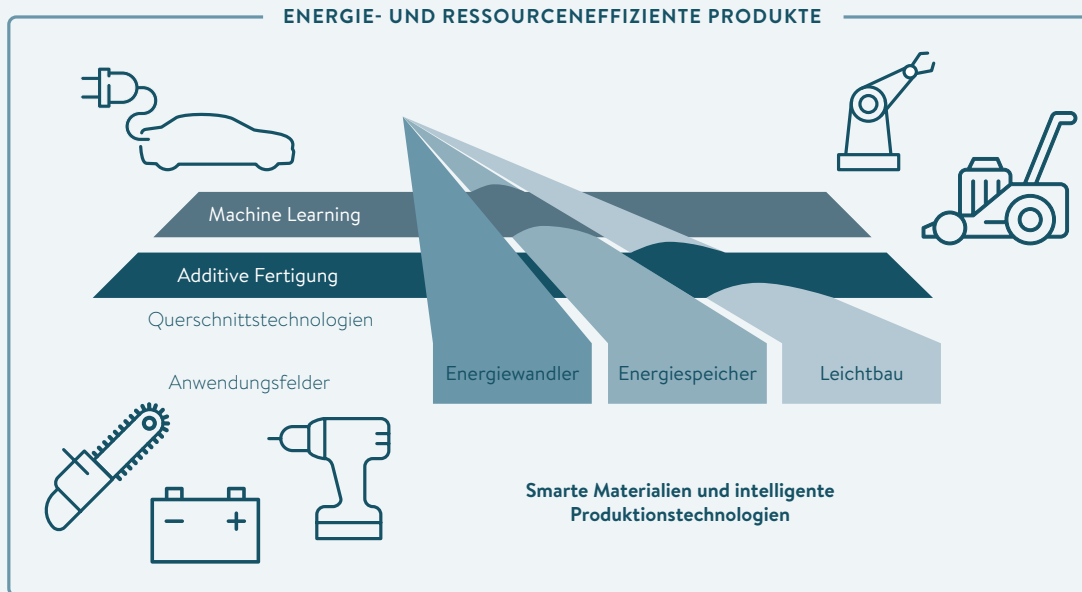 ENERGIE- UND RESSOURCENEFFIZIENTE PRODUKTE
Machine Learning
Additive Fertigung
Querschnittstechnologien
Anwendungsfelder
Energiewandler
Energiespeicher
Leichtbau
Smarte Materialien und intelligente
Produktionstechnologien